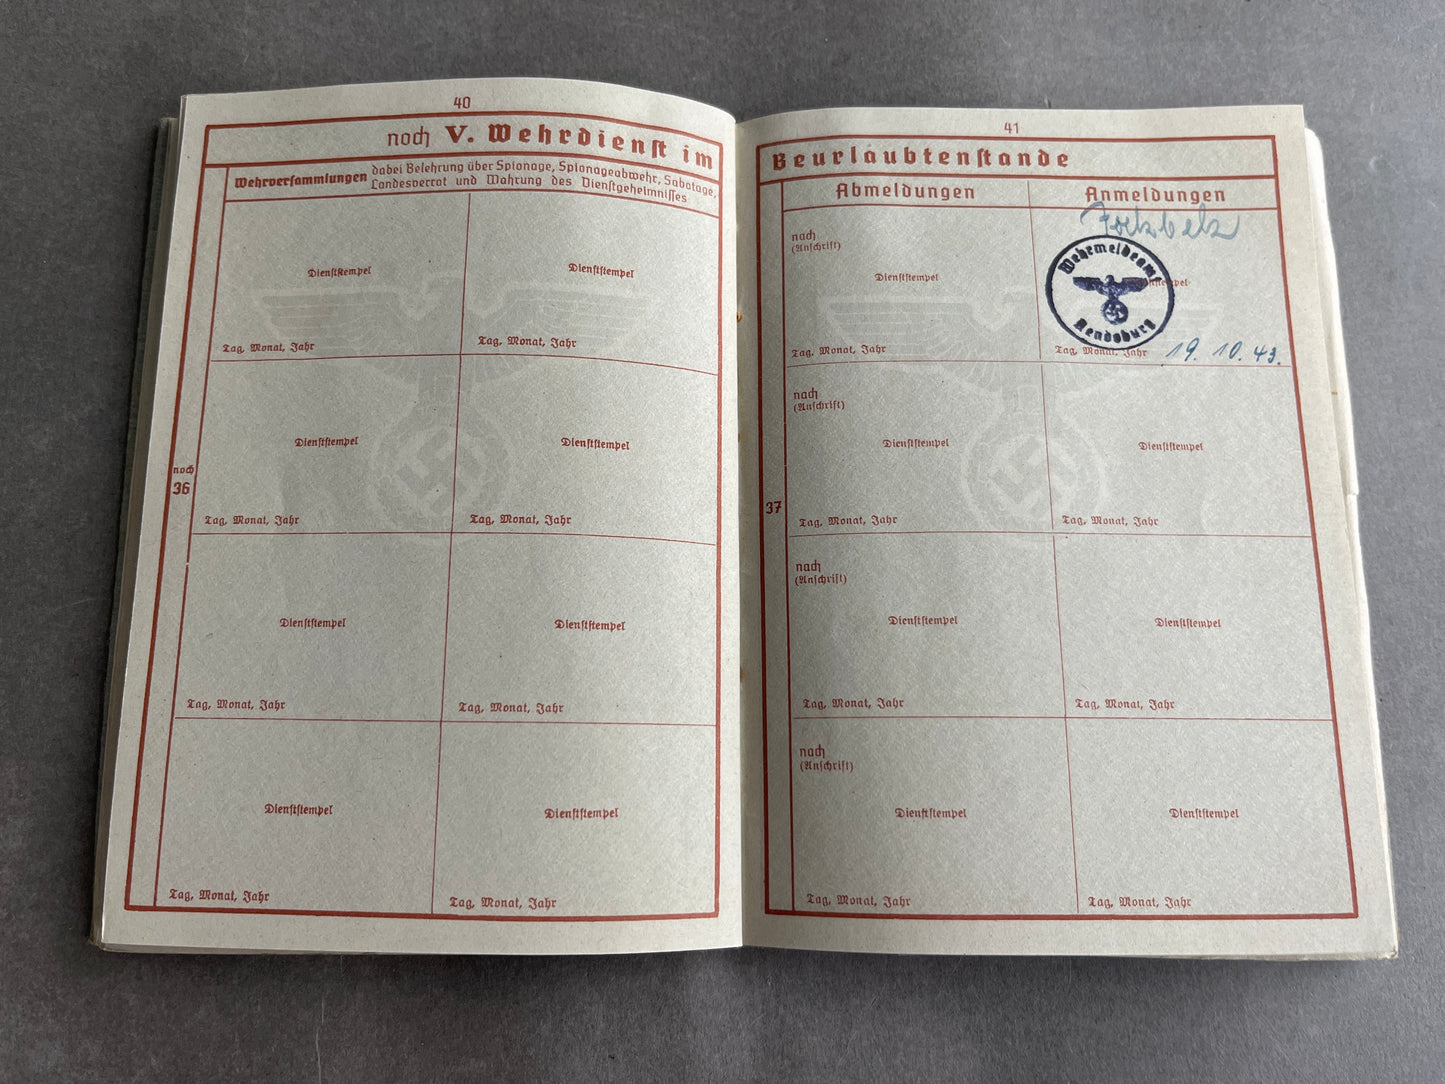 40
noch V. Wehrdienst im
Wehrversammlungen
dabei Belehrung über Spionage, Spionageabwehr, Sabotage,
Landesverrat und Wahrung des Dienstgeheimnisses
Dienststempel
Dienststempel
Tag, Monat, Jahr
Tag, Monat, Jahr
Dienststempel
Dienststempel
noch
36
Tag, Monat, Jahr
Tag, Monat, Jahr
Dienststempel
Dienststempel
Tag, Monat, Jahr
Tag, Monat, Jahr
Dienststempel
Dienststempel
Tag, Monat, Jahr
Tag, Monat, Jahr
41
Beurlaubtenstande
Abmeldungen
Anmeldungen
nach
(Anschrift)
Wehrmeldeamt
Dienststempel
Rendsburg
Tag, Monat, Jahr
Tag, Monat, Jahr
19. 10. 43.
nach
(Anschrift)
Dienststempel
Dienststempel
37
Tag, Monat, Jahr
Tag, Monat, Jahr
nach
(Anschrift)
Dienststempel
Dienststempel
Tag, Monat, Jahr
Tag, Monat, Jahr
nach
(Anschrift)
Dienststempel
Dienststempel
Tag, Monat, Jahr
Tag, Monat, Jahr